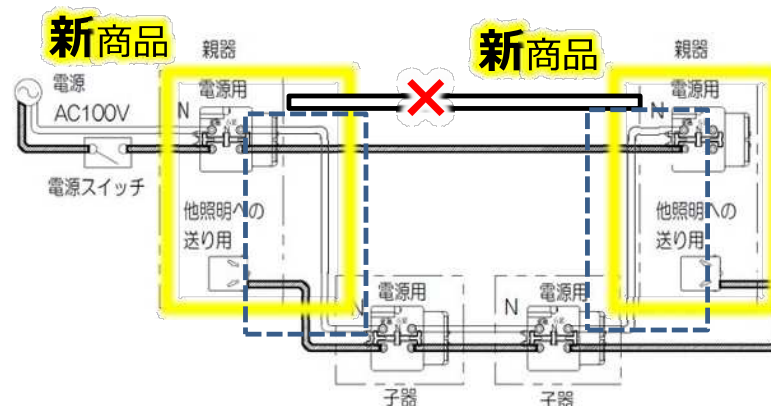 新商品
新商品
親器
親器
電源
AC100V
N
電源用
N
電源用
電源スイッチ
他照明への
送り用
他照明への
送り用
電源用
N
N
電源用
子器
子器